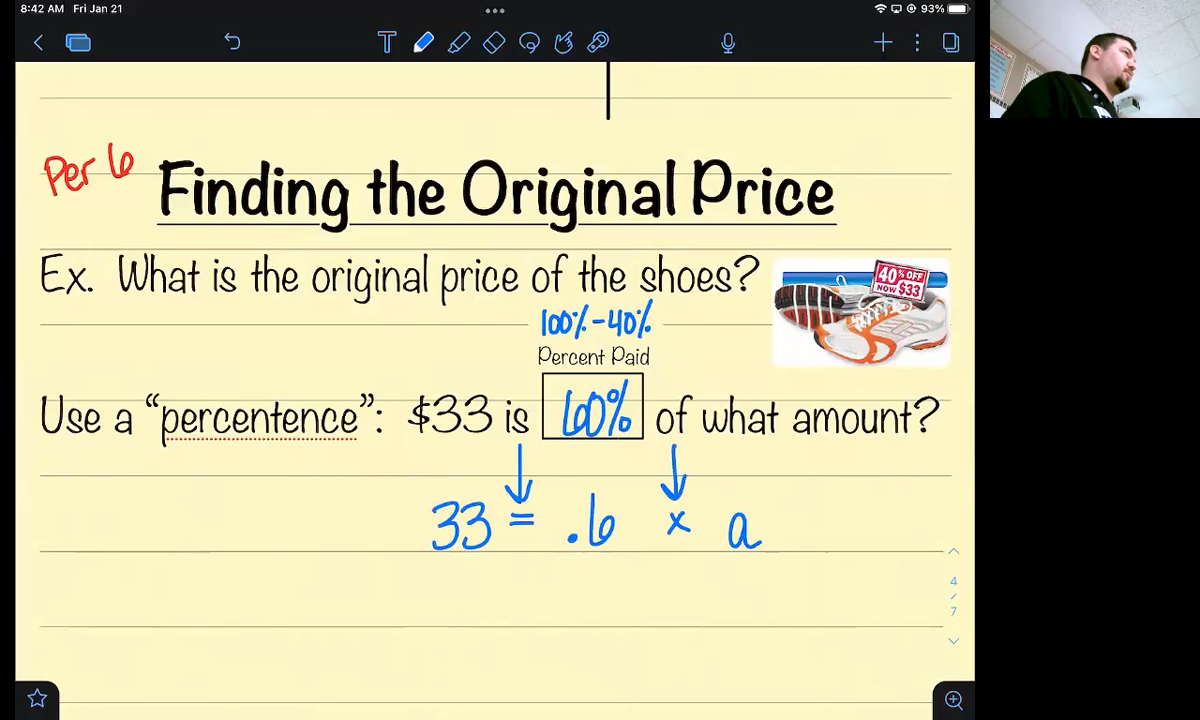 8:42 AM Fri Jan 21
93%
Per 6
Finding the Original Price
Ex. What is the original price of the shoes?
40% OFF
NOW $33
100% - 40%
Percent Paid
Use a “percentence”: $33 is 60% of what amount?
33 = .6 x a
4
/
7